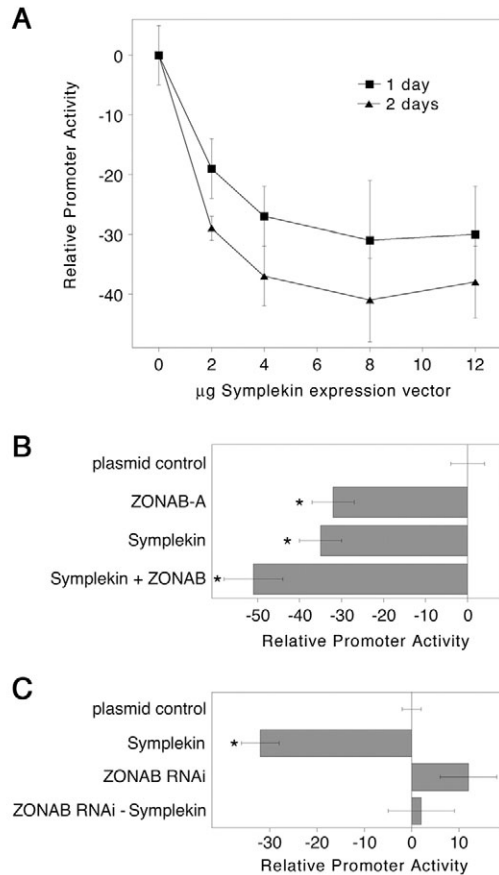 A
Relative Promoter Activity
0
-10
-20
-30
-40
1 day
2 days
0 2 4 6 8 10 12
μg Symplekin expression vector
B
plasmid control
ZONAB-A
*
Symplekin
*
Symplekin + ZONAB
*
-50 -40 -30 -20 -10 0
Relative Promoter Activity
C
plasmid control
Symplekin
*
ZONAB RNAi
ZONAB RNAi - Symplekin
-30 -20 -10 0 10
Relative Promoter Activity